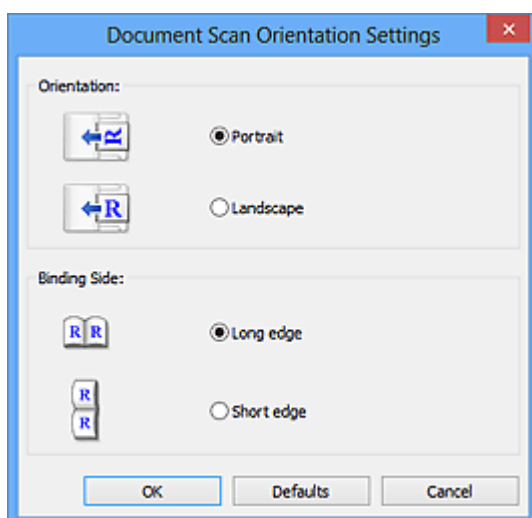 Document Scan Orientation Settings
Orientation:
R
Portrait
R
Landscape
Binding Side:
R R
Long edge
R
R
Short edge
OK Defaults Cancel